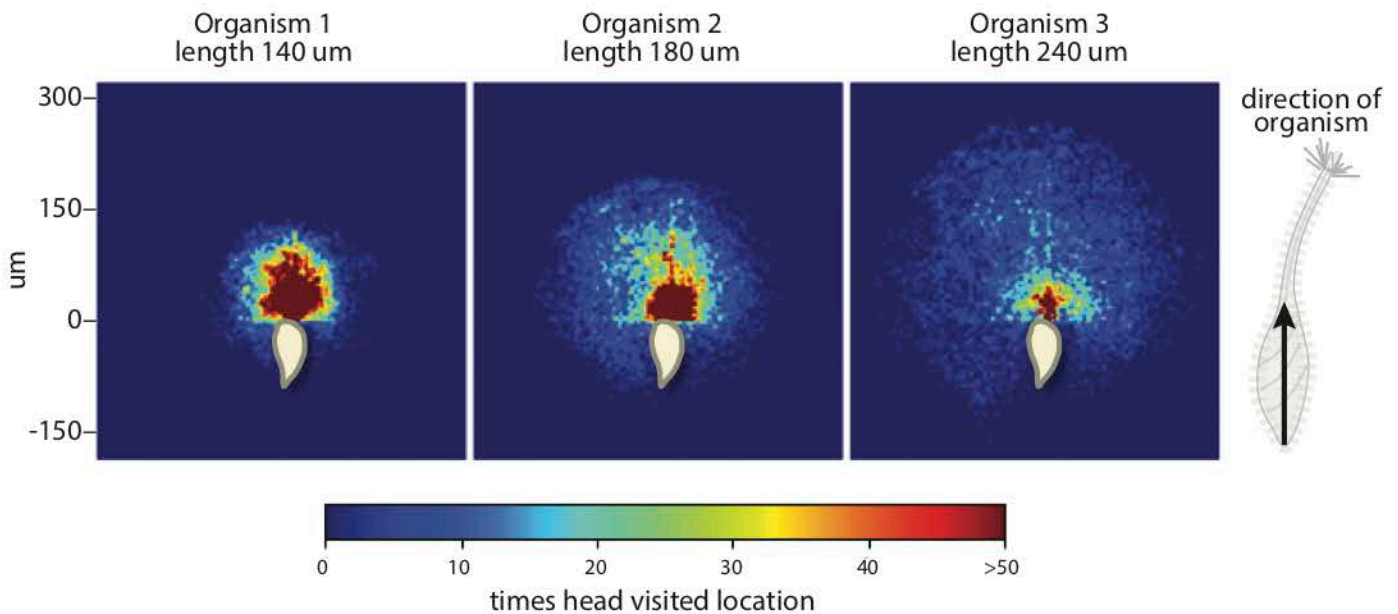 Organism 1
length 140 um
Organism 2
length 180 um
Organism 3
length 240 um
direction of
organism
300
150
0
-150
um
0
10
20
30
40
>50
times head visited location